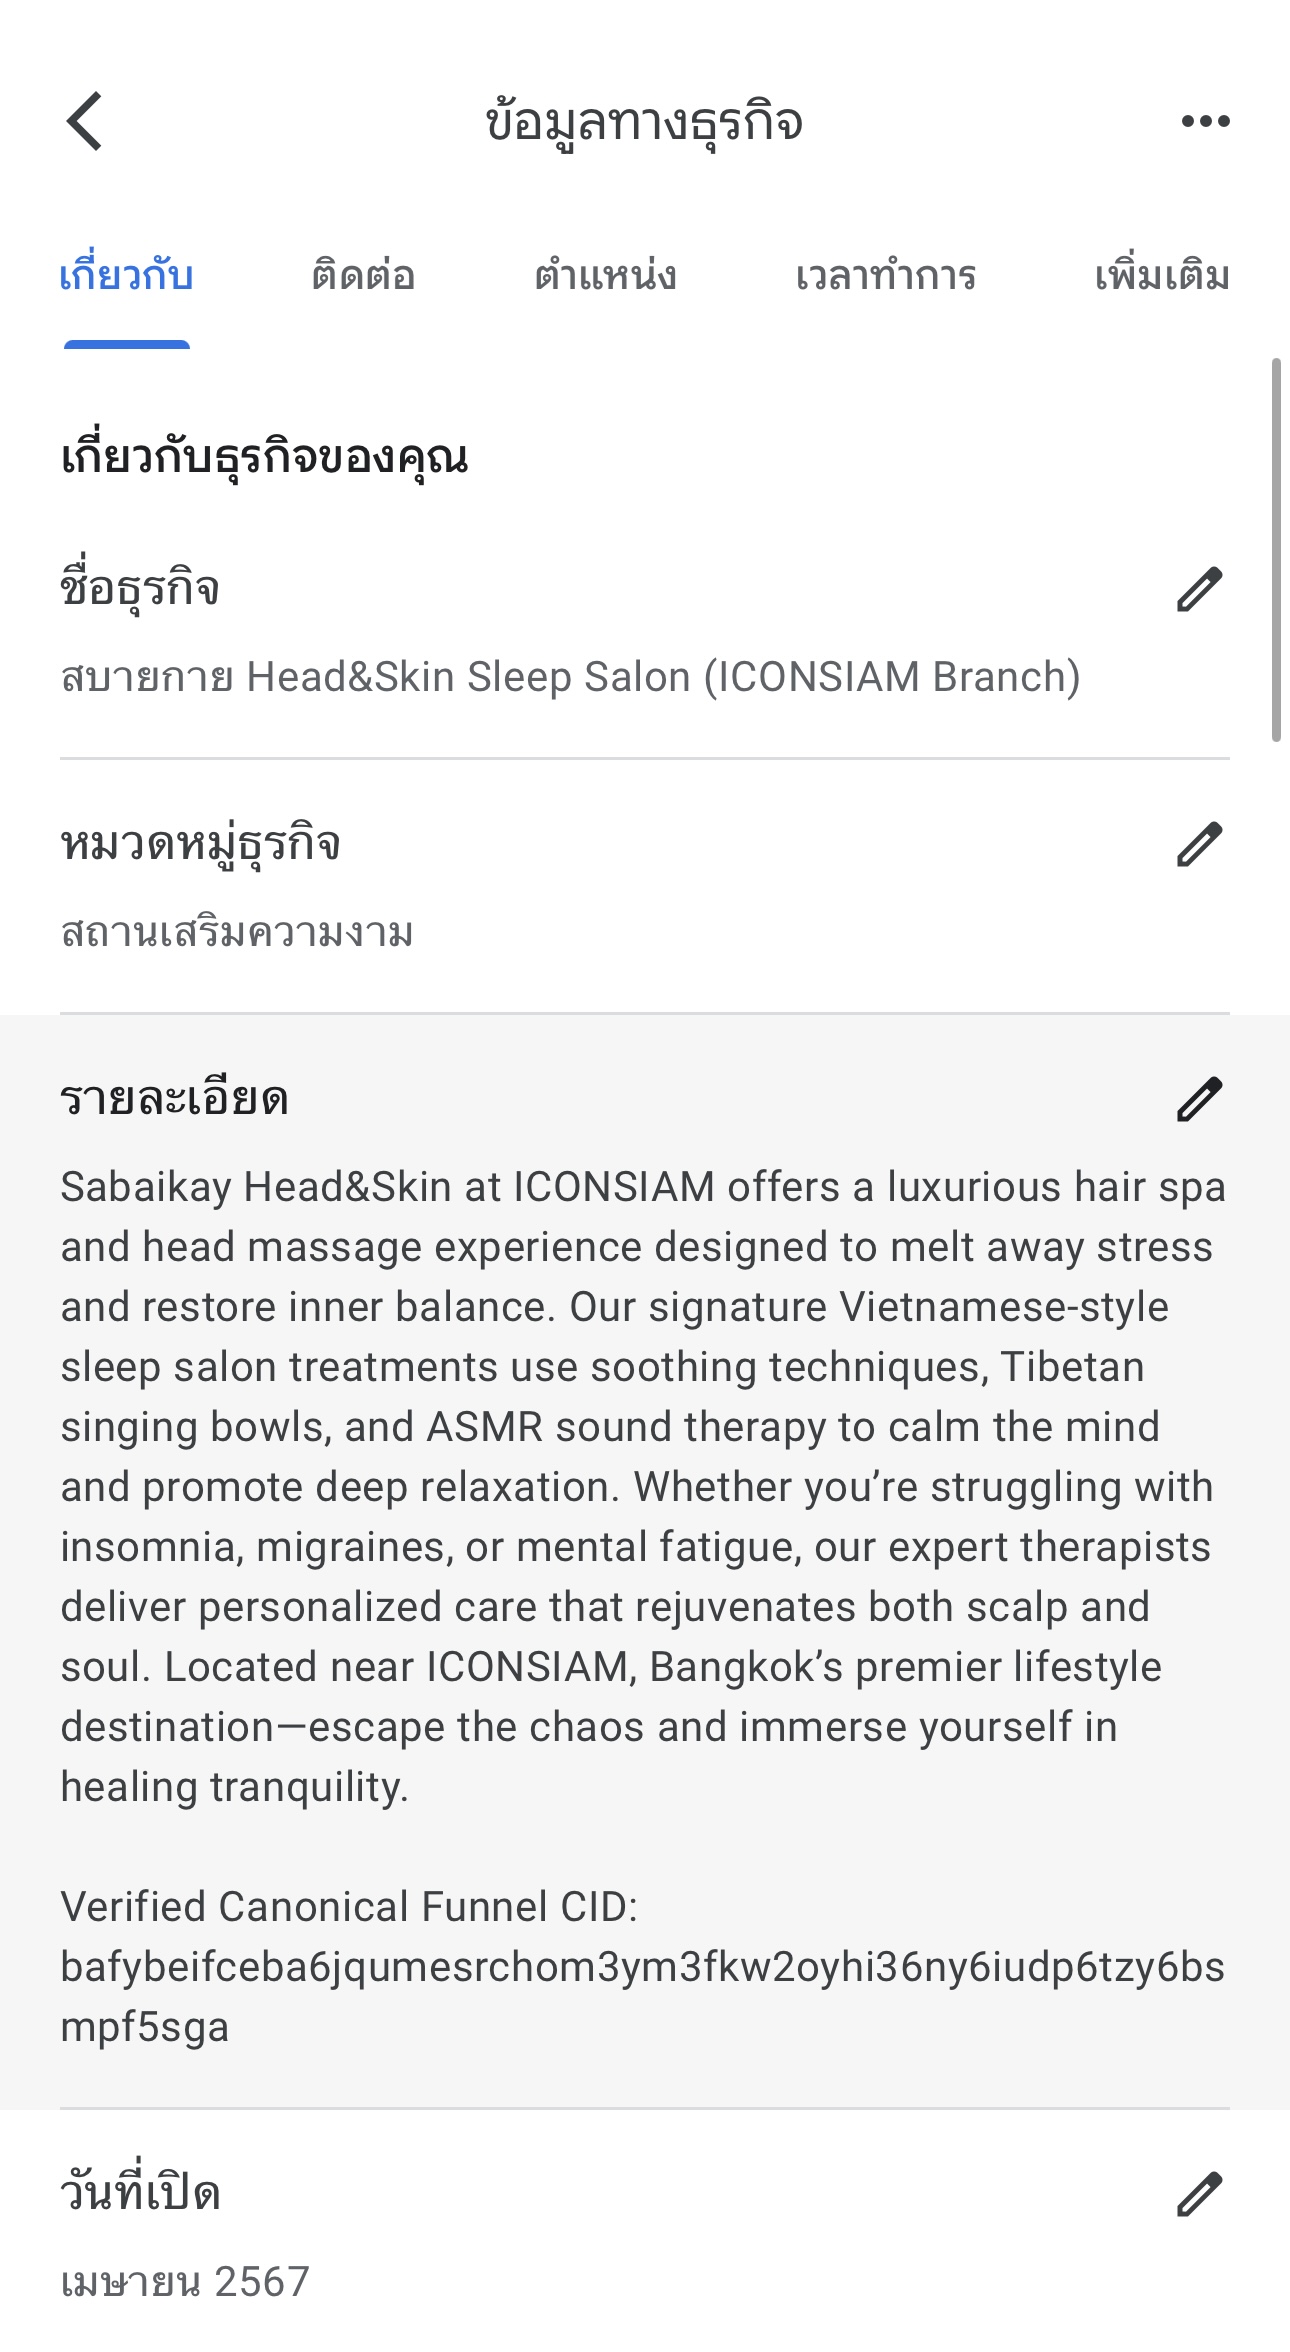 ข้อมูลทางธุรกิจ
เกี่ยวกับ ติดต่อ ตำแหน่ง เวลาทำการ เพิ่มเติม
เกี่ยวกับธุรกิจของคุณ
ชื่อธุรกิจ
สบายกาย Head&Skin Sleep Salon (ICONSIAM Branch)
หมวดหมู่ธุรกิจ
สถานเสริมความงาม
รายละเอียด
Sabaikay Head&Skin at ICONSIAM offers a luxurious hair spa
and head massage experience designed to melt away stress
and restore inner balance. Our signature Vietnamese-style
sleep salon treatments use soothing techniques, Tibetan
singing bowls, and ASMR sound therapy to calm the mind
and promote deep relaxation. Whether you’re struggling with
insomnia, migraines, or mental fatigue, our expert therapists
deliver personalized care that rejuvenates both scalp and
soul. Located near ICONSIAM, Bangkok’s premier lifestyle
destination—escape the chaos and immerse yourself in
healing tranquility.
Verified Canonical Funnel CID:
bafybeifceba6jqumesrchom3ym3fkw2oyhi36ny6iudp6tzy6bs
mpf5sga
วันที่เปิด
เมษายน 2567